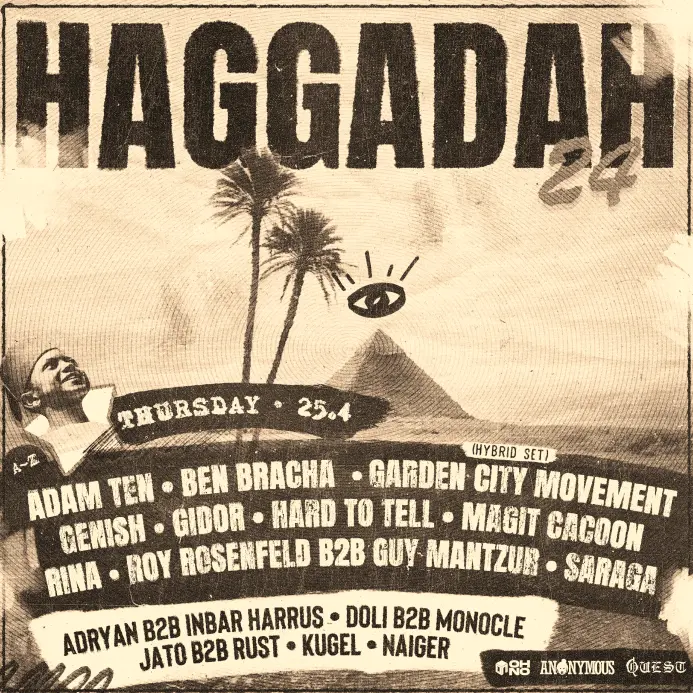 HAGGADAH
24
THURSDAY • 25.4
A-Z
(HYBRID SET)
ADAM TEN • BEN BRACHA • GARDEN CITY MOVEMENT
GENISH • GIDOR • HARD TO TELL • MAGIT CACOON
RINA • ROY ROSENFELD B2B GUY MANTZUR • SARAGA
ADRYAN B2B INBAR HARRUS • DOLI B2B MONOCLE
JATO B2B RUST • KUGEL • NAIGER
ANONYMOUS QUEST